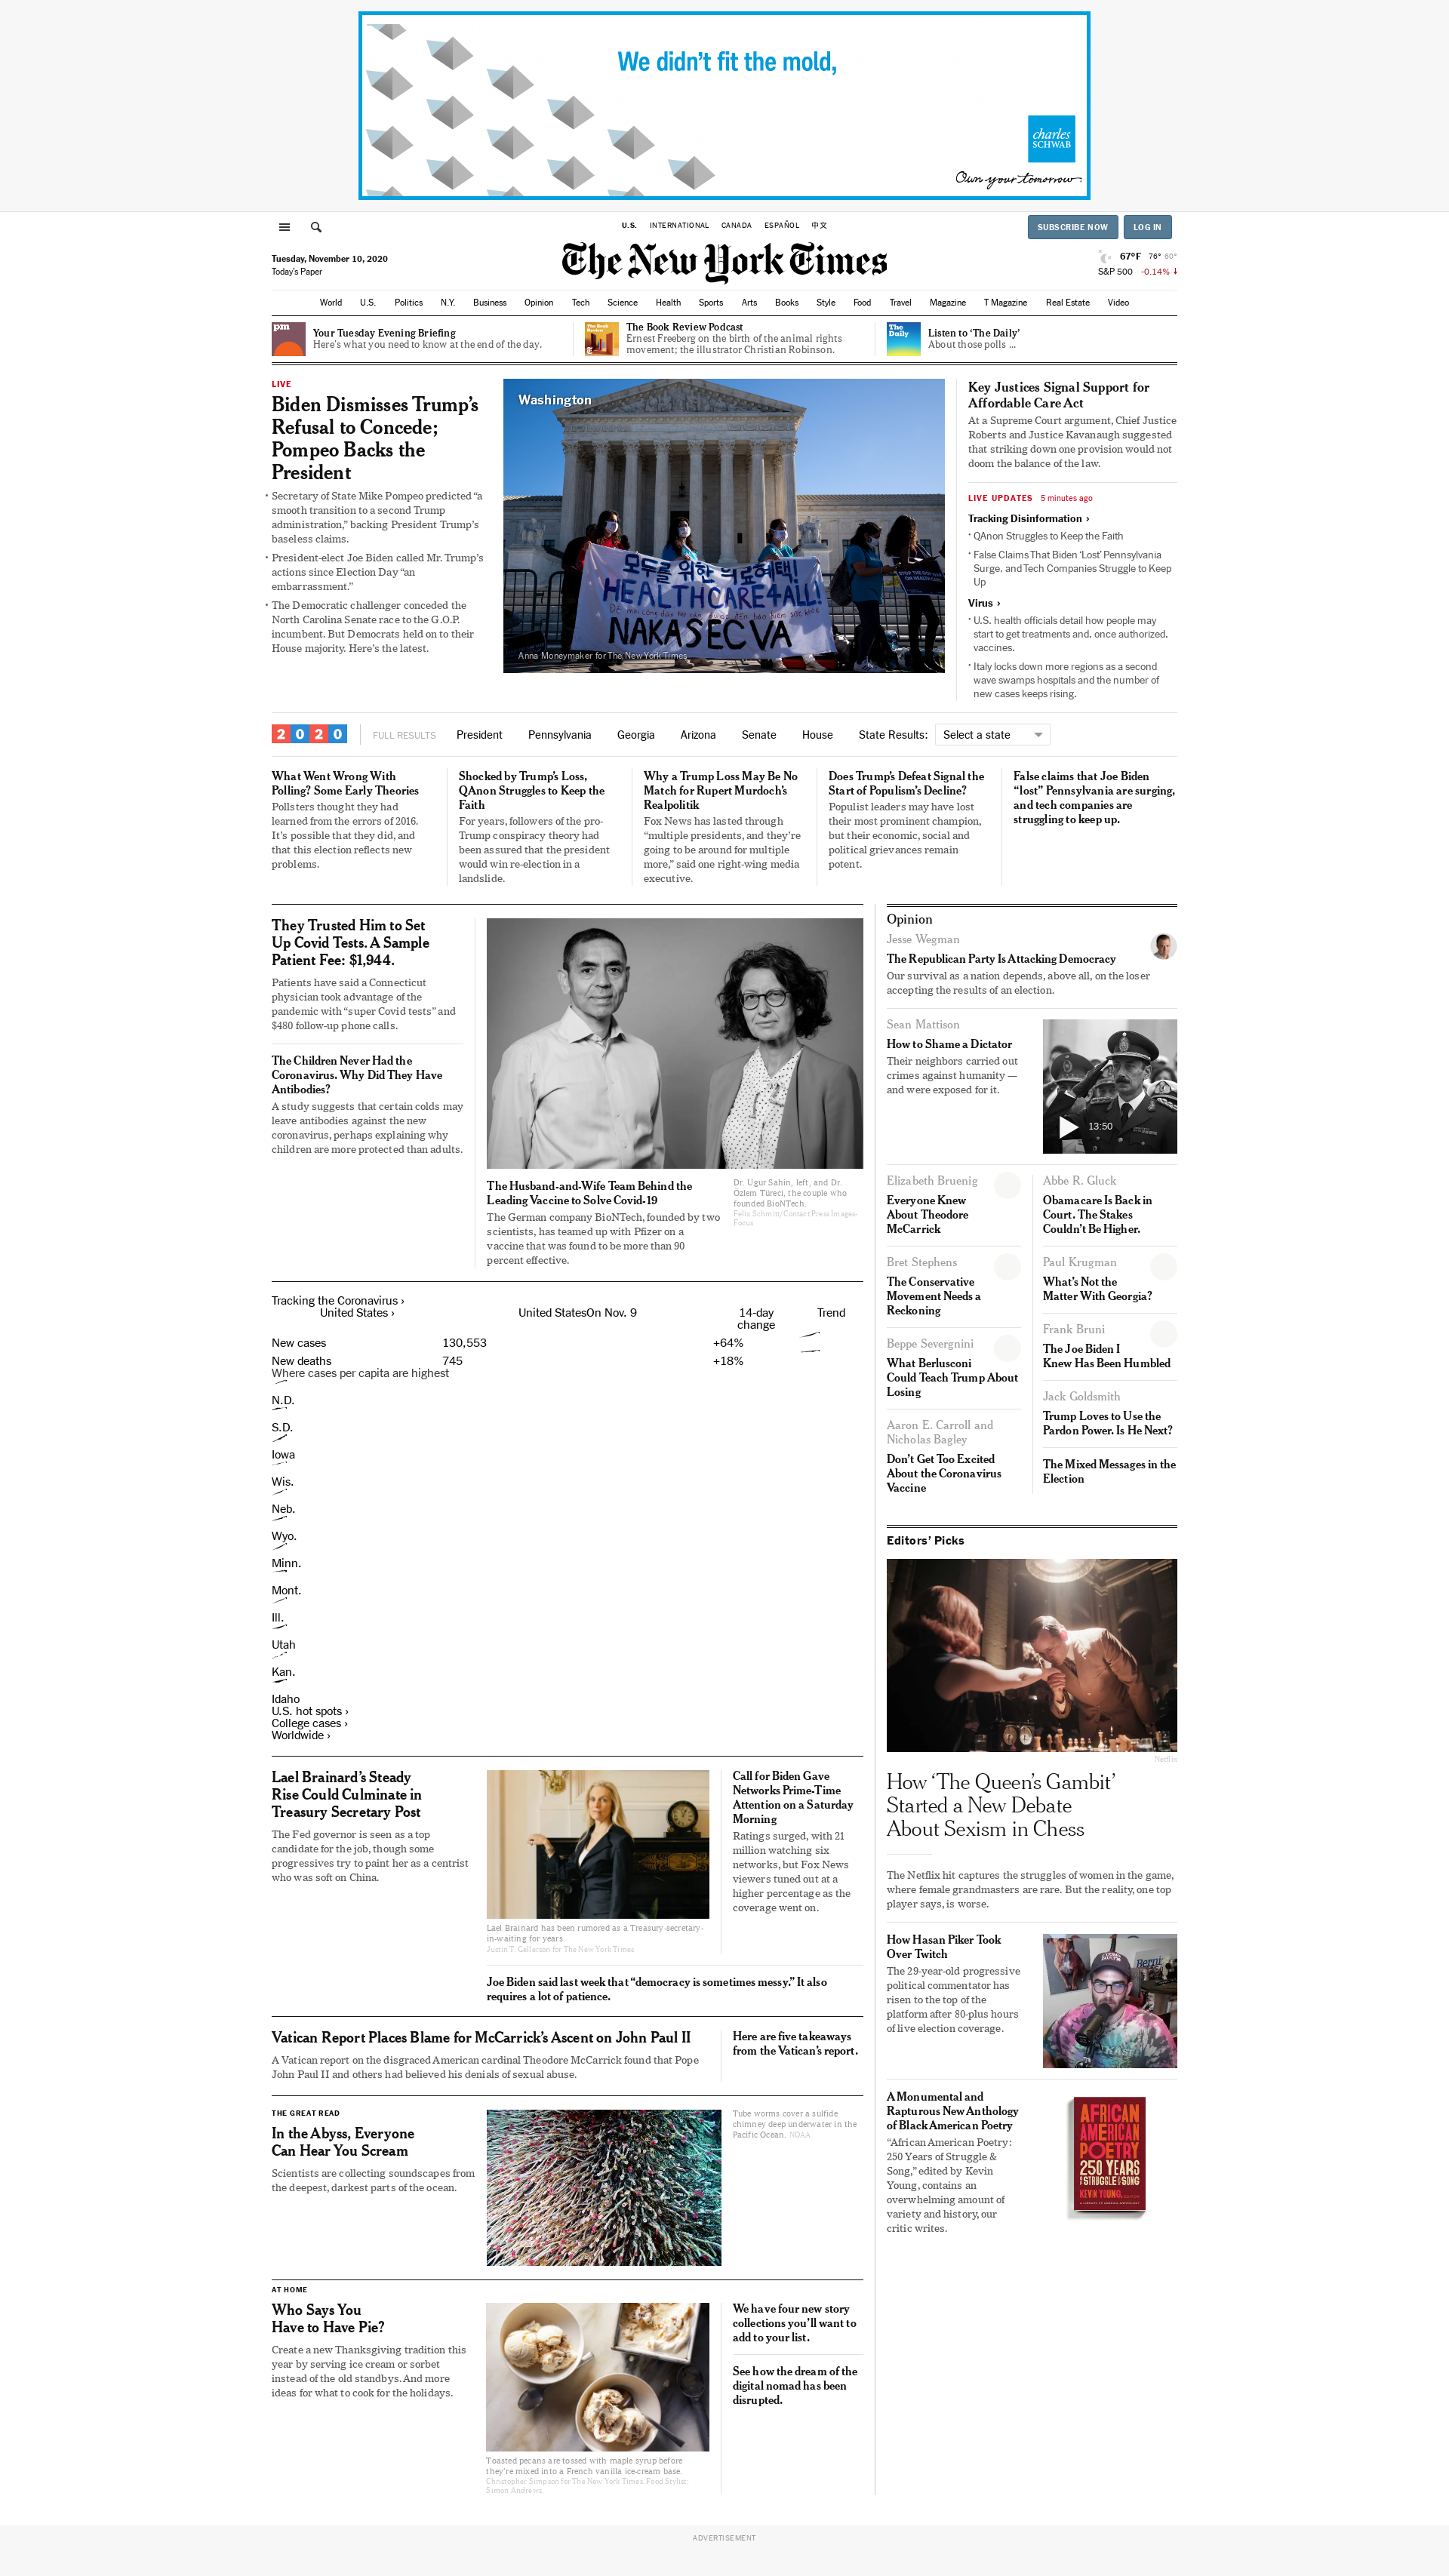 We didn't fit the mold,
charles
SCHWAB
Own your tomorrow
U.S. INTERNATIONAL CANADA ESPAÑOL 中文
SUBSCRIBE NOW LOG IN
The New York Times
Tuesday, November 10, 2020
Today's Paper
67°F 76° 60°
S&P 500 -0.14% ↓
World U.S. Politics N.Y. Business Opinion Tech Science Health Sports Arts Books Style Food Travel Magazine T Magazine Real Estate Video
pm
Your Tuesday Evening Briefing
Here's what you need to know at the end of the day.
The Book
Review
The Book Review Podcast
Ernest Freeberg on the birth of the animal rights
movement; the illustrator Christian Robinson.
The
Daily
Listen to 'The Daily'
About those polls ...
LIVE
Biden Dismisses Trump's
Refusal to Concede;
Pompeo Backs the
President
• Secretary of State Mike Pompeo predicted “a
smooth transition to a second Trump
administration,” backing President Trump's
baseless claims.
• President-elect Joe Biden called Mr. Trump's
actions since Election Day “an
embarrassment.”
• The Democratic challenger conceded the
North Carolina Senate race to the G.O.P.
incumbent. But Democrats held on to their
House majority. Here's the latest.
Washington
모두를 위한 의료혜택
HEALTHCARE4ALL!
NAKASECVA
Anna Moneymaker for The New York Times
Key Justices Signal Support for
Affordable Care Act
At a Supreme Court argument, Chief Justice
Roberts and Justice Kavanaugh suggested
that striking down one provision would not
doom the balance of the law.
LIVE UPDATES 5 minutes ago
Tracking Disinformation ›
• QAnon Struggles to Keep the Faith
• False Claims That Biden 'Lost' Pennsylvania
Surge, and Tech Companies Struggle to Keep
Up
Virus ›
• U.S. health officials detail how people may
start to get treatments and, once authorized,
vaccines.
• Italy locks down more regions as a second
wave swamps hospitals and the number of
new cases keeps rising.
2020 FULL RESULTS President Pennsylvania Georgia Arizona Senate House State Results: Select a state
What Went Wrong With
Polling? Some Early Theories
Pollsters thought they had
learned from the errors of 2016.
It's possible that they did, and
that this election reflects new
problems.
Shocked by Trump's Loss,
QAnon Struggles to Keep the
Faith
For years, followers of the pro-
Trump conspiracy theory had
been assured that the president
would win re-election in a
landslide.
Why a Trump Loss May Be No
Match for Rupert Murdoch's
Realpolitik
Fox News has lasted through
“multiple presidents, and they're
going to be around for multiple
more,” said one right-wing media
executive.
Does Trump's Defeat Signal the
Start of Populism's Decline?
Populist leaders may have lost
their most prominent champion,
but their economic, social and
political grievances remain
potent.
False claims that Joe Biden
“lost” Pennsylvania are surging,
and tech companies are
struggling to keep up.
They Trusted Him to Set
Up Covid Tests. A Sample
Patient Fee: $1,944.
Patients have said a Connecticut
physician took advantage of the
pandemic with “super Covid tests” and
$480 follow-up phone calls.
The Children Never Had the
Coronavirus. Why Did They Have
Antibodies?
A study suggests that certain colds may
leave antibodies against the new
coronavirus, perhaps explaining why
children are more protected than adults.
The Husband-and-Wife Team Behind the
Leading Vaccine to Solve Covid-19
The German company BioNTech, founded by two
scientists, has teamed up with Pfizer on a
vaccine that was found to be more than 90
percent effective.
Dr. Ugur Sahin, left, and Dr.
Özlem Türeci, the couple who
founded BioNTech.
Felix Schmitt/Contact Press Images-
Focus
Tracking the Coronavirus ›
United States › United StatesOn Nov. 9 14-day
change Trend
New cases 130,553 +64%
New deaths 745 +18%
Where cases per capita are highest
N.D.
S.D.
Iowa
Wis.
Neb.
Wyo.
Minn.
Mont.
Ill.
Utah
Kan.
Idaho
U.S. hot spots ›
College cases ›
Worldwide ›
Lael Brainard's Steady
Rise Could Culminate in
Treasury Secretary Post
The Fed governor is seen as a top
candidate for the job, though some
progressives try to paint her as a centrist
who was soft on China.
Lael Brainard has been rumored as a Treasury-secretary-
in-waiting for years.
Justin T. Gellerson for The New York Times
Call for Biden Gave
Networks Prime-Time
Attention on a Saturday
Morning
Ratings surged, with 21
million watching six
networks, but Fox News
viewers tuned out at a
higher percentage as the
coverage went on.
Joe Biden said last week that “democracy is sometimes messy.” It also
requires a lot of patience.
Vatican Report Places Blame for McCarrick's Ascent on John Paul II
A Vatican report on the disgraced American cardinal Theodore McCarrick found that Pope
John Paul II and others had believed his denials of sexual abuse.
Here are five takeaways
from the Vatican's report.
THE GREAT READ
In the Abyss, Everyone
Can Hear You Scream
Scientists are collecting soundscapes from
the deepest, darkest parts of the ocean.
Tube worms cover a sulfide
chimney deep underwater in the
Pacific Ocean. NOAA
AT HOME
Who Says You
Have to Have Pie?
Create a new Thanksgiving tradition this
year by serving ice cream or sorbet
instead of the old standbys. And more
ideas for what to cook for the holidays.
Toasted pecans are tossed with maple syrup before
they're mixed into a French vanilla ice-cream base.
Christopher Simpson for The New York Times. Food Stylist:
Simon Andrews.
We have four new story
collections you'll want to
add to your list.
See how the dream of the
digital nomad has been
disrupted.
Opinion
Jesse Wegman
The Republican Party Is Attacking Democracy
Our survival as a nation depends, above all, on the loser
accepting the results of an election.
Sean Mattison
How to Shame a Dictator
Their neighbors carried out
crimes against humanity —
and were exposed for it.
13:50
Elizabeth Bruenig
Everyone Knew
About Theodore
McCarrick
Bret Stephens
The Conservative
Movement Needs a
Reckoning
Beppe Severgnini
What Berlusconi
Could Teach Trump About
Losing
Aaron E. Carroll and
Nicholas Bagley
Don't Get Too Excited
About the Coronavirus
Vaccine
Abbe R. Gluck
Obamacare Is Back in
Court. The Stakes
Couldn't Be Higher.
Paul Krugman
What's Not the
Matter With Georgia?
Frank Bruni
The Joe Biden I
Knew Has Been Humbled
Jack Goldsmith
Trump Loves to Use the
Pardon Power. Is He Next?
The Mixed Messages in the
Election
Editors' Picks
Netflix
How 'The Queen's Gambit'
Started a New Debate
About Sexism in Chess
The Netflix hit captures the struggles of women in the game,
where female grandmasters are rare. But the reality, one top
player says, is worse.
How Hasan Piker Took
Over Twitch
The 29-year-old progressive
political commentator has
risen to the top of the
platform after 80-plus hours
of live election coverage.
Berni
A Monumental and
Rapturous New Anthology
of Black American Poetry
“African American Poetry:
250 Years of Struggle &
Song,” edited by Kevin
Young, contains an
overwhelming amount of
variety and history, our
critic writes.
AFRICAN
AMERICAN
POETRY
250 YEARS
OF STRUGGLE & SONG
KEVIN YOUNG,
ADVERTISEMENT